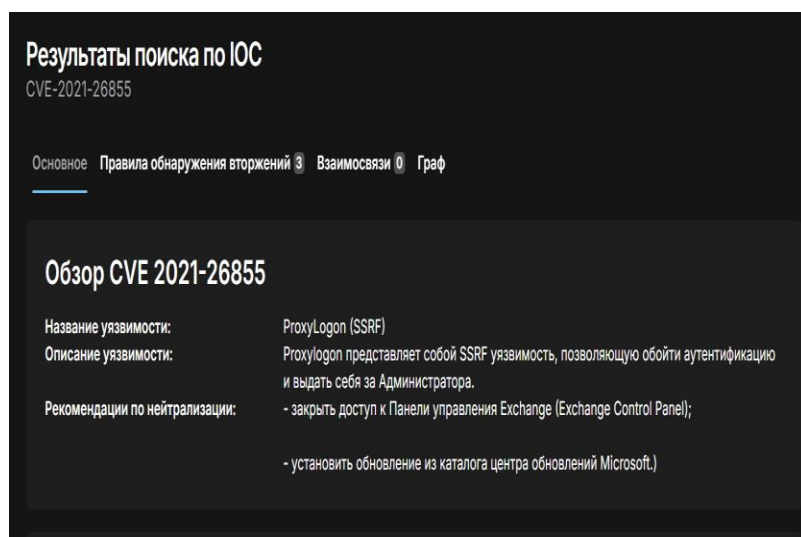 Результаты поиска по IOC
CVE-2021-26855
Основное Правила обнаружения вторжений 3 Взаимосвязи 0 Граф
Обзор CVE 2021-26855
Название уязвимости: ProxyLogon (SSRF)
Описание уязвимости: Proxylogon представляет собой SSRF уязвимость, позволяющую обойти аутентификацию
и выдать себя за Администратора.
Рекомендации по нейтрализации: - закрыть доступ к Панели управления Exchange (Exchange Control Panel);
- установить обновление из каталога центра обновлений Microsoft.)